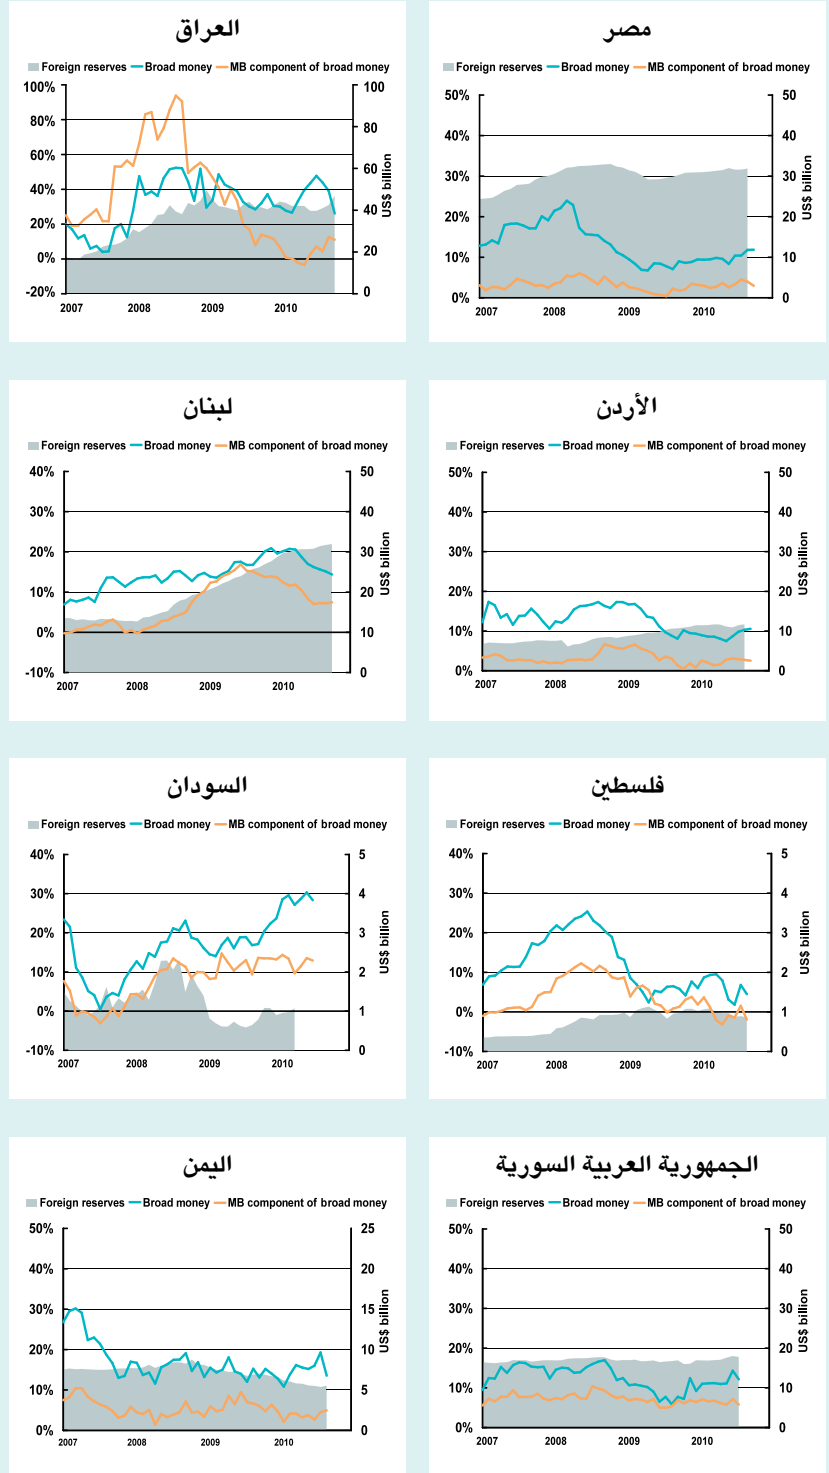 العراق
Foreign reserves Broad money MB component of broad money
100% 100
80% 80
60% 60
40% 40
20% 20
0%
-20% 0
US$ billion
2007 2008 2009 2010
مصر
Foreign reserves Broad money MB component of broad money
50% 50
40% 40
30% 30
20% 20
10% 10
0% 0
US$ billion
2007 2008 2009 2010
لبنان
Foreign reserves Broad money MB component of broad money
40% 50
30% 40
20% 30
10% 20
0% 10
-10% 0
US$ billion
2007 2008 2009 2010
الأردن
Foreign reserves Broad money MB component of broad money
50% 50
40% 40
30% 30
20% 20
10% 10
0% 0
US$ billion
2007 2008 2009 2010
السودان
Foreign reserves Broad money MB component of broad money
40% 5
30% 4
20% 3
10% 2
0% 1
-10% 0
US$ billion
2007 2008 2009 2010
فلسطين
Foreign reserves Broad money MB component of broad money
40% 5
30% 4
20% 3
10% 2
0% 1
-10% 0
US$ billion
2007 2008 2009 2010
اليمن
Foreign reserves Broad money MB component of broad money
50% 25
40% 20
30% 15
20% 10
10% 5
0% 0
US$ billion
2007 2008 2009 2010
الجمهورية العربية السورية
Foreign reserves Broad money MB component of broad money
50% 50
40% 40
30% 30
20% 20
10% 10
0% 0
US$ billion
2007 2008 2009 2010